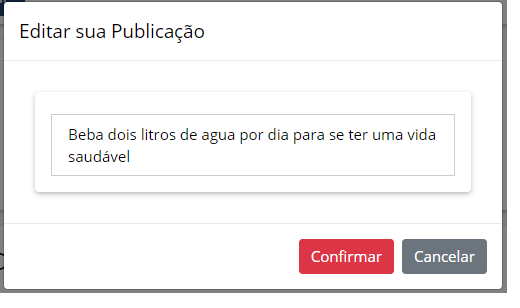 Editar sua Publicação
Beba dois litros de agua por dia para se ter uma vida
saudável
Confirmar
Cancelar